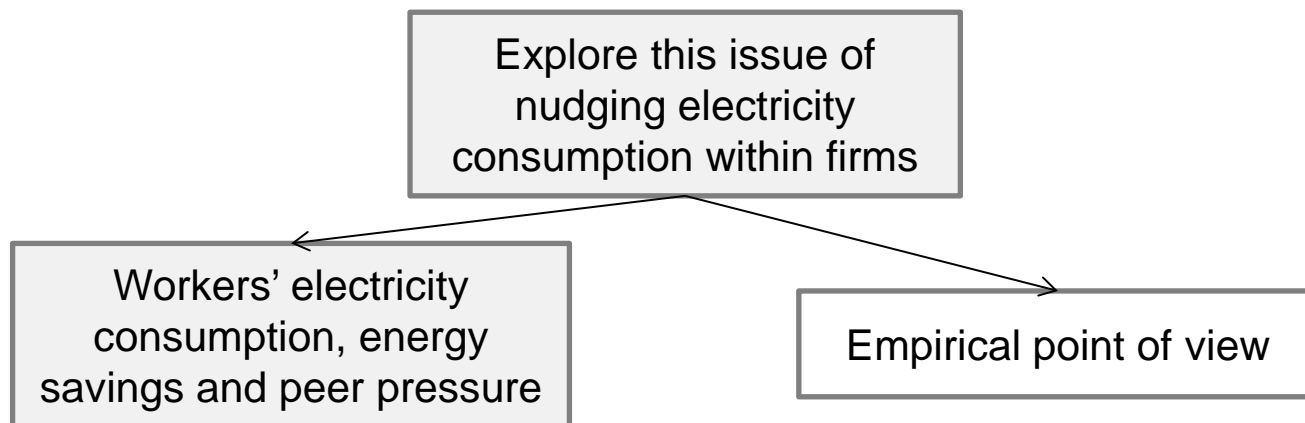 Explore this issue of
nudging electricity
consumption within firms
Workers’ electricity
consumption, energy
savings and peer pressure
Empirical point of view